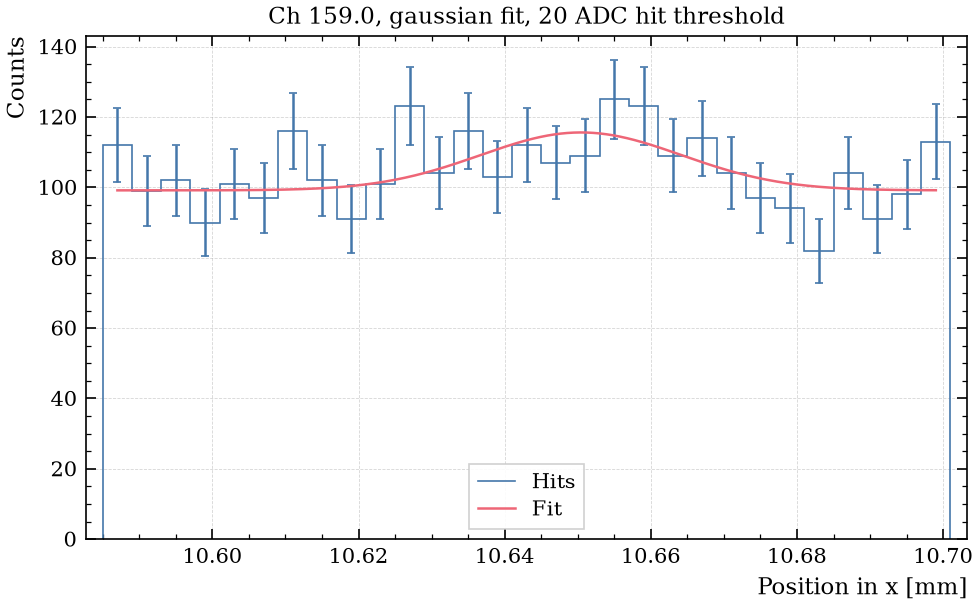 Ch 159.0, gaussian fit, 20 ADC hit threshold
Counts
140
120
100
80
60
40
20
0
Hits
Fit
10.60 10.62 10.64 10.66 10.68 10.70
Position in x [mm]